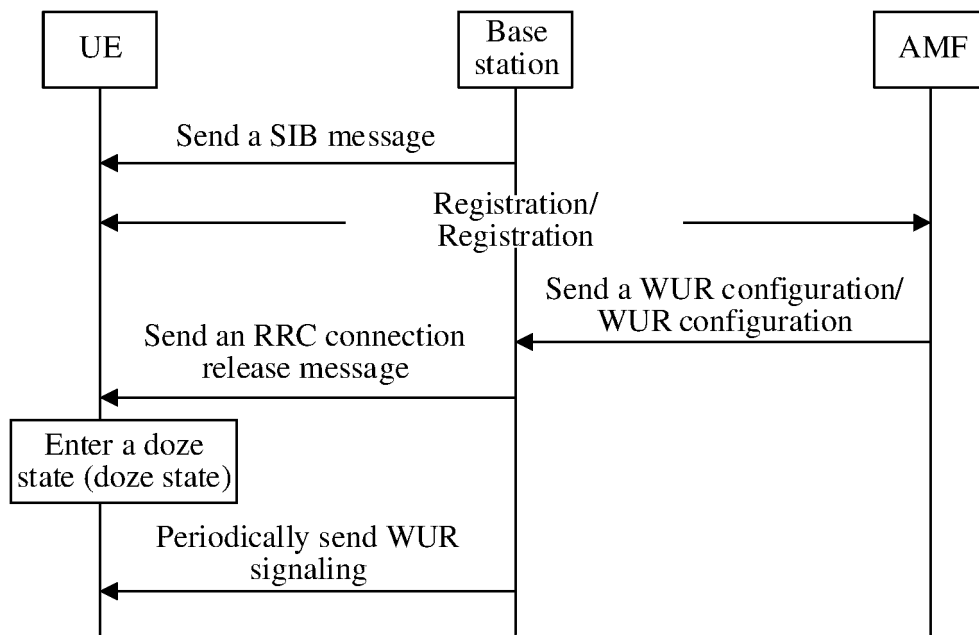 UE
Base
station
AMF
Send a SIB message
Registration/
Registration
Send a WUR configuration/
WUR configuration
Send an RRC connection
release message
Enter a doze
state (doze state)
Periodically send WUR
signaling